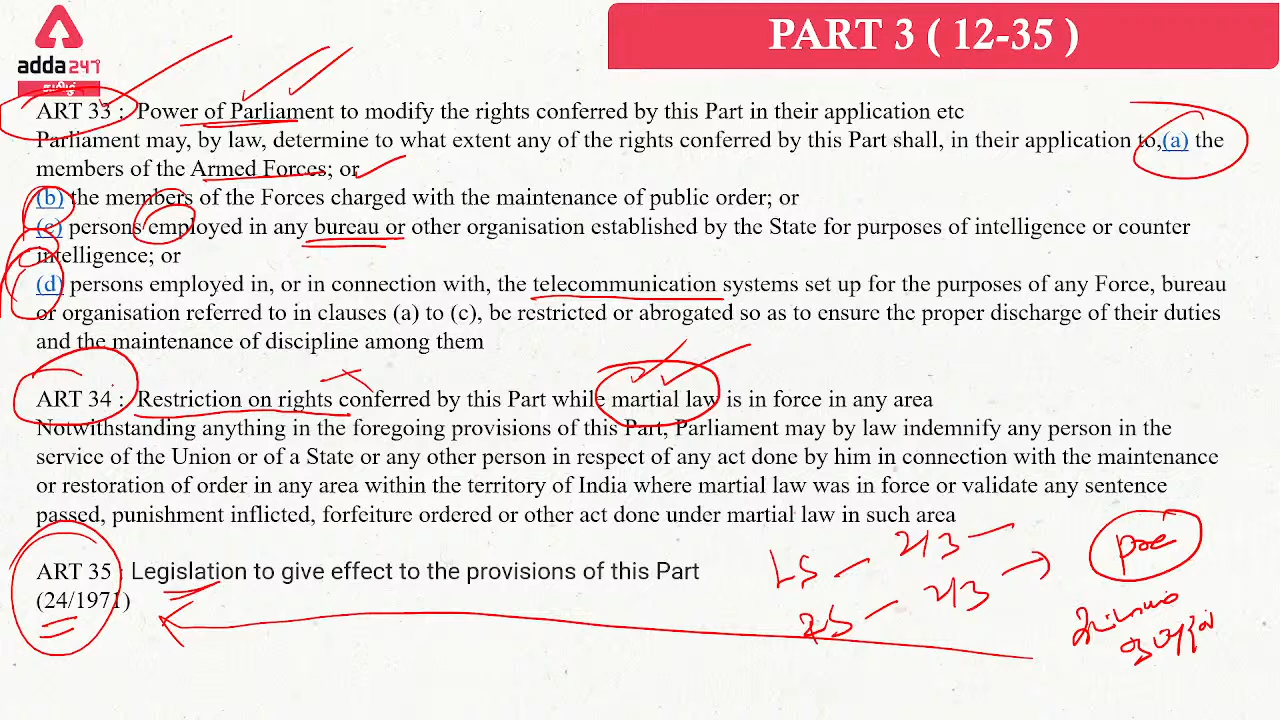 adda247
தமிழ்
PART 3 ( 12-35 )
ART 33 : Power of Parliament to modify the rights conferred by this Part in their application etc
Parliament may, by law, determine to what extent any of the rights conferred by this Part shall, in their application to,(a) the
members of the Armed Forces; or
(b) the members of the Forces charged with the maintenance of public order; or
(c) persons employed in any bureau or other organisation established by the State for purposes of intelligence or counter
intelligence; or
(d) persons employed in, or in connection with, the telecommunication systems set up for the purposes of any Force, bureau
or organisation referred to in clauses (a) to (c), be restricted or abrogated so as to ensure the proper discharge of their duties
and the maintenance of discipline among them
ART 34 : Restriction on rights conferred by this Part while martial law is in force in any area
Notwithstanding anything in the foregoing provisions of this Part, Parliament may by law indemnify any person in the
service of the Union or of a State or any other person in respect of any act done by him in connection with the maintenance
or restoration of order in any area within the territory of India where martial law was in force or validate any sentence
passed, punishment inflicted, forfeiture ordered or other act done under martial law in such area
ART 35 : Legislation to give effect to the provisions of this Part
(24/1971)
LS - 2/3
RS - 2/3